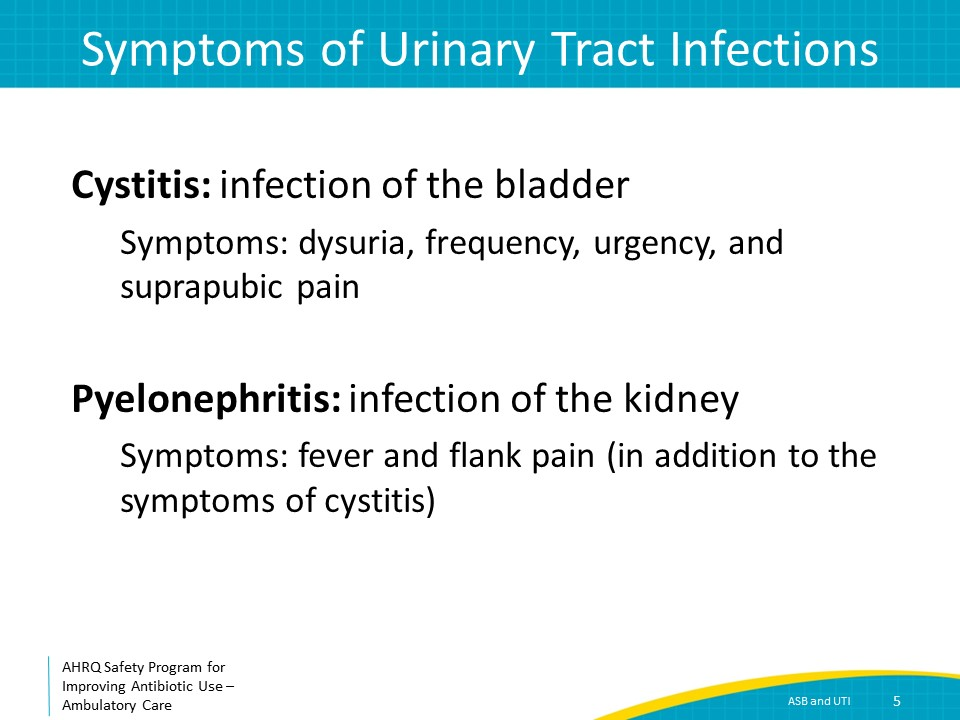 Symptoms of Urinary Tract Infections
Cystitis: infection of the bladder
Symptoms: dysuria, frequency, urgency, and
suprapubic pain
Pyelonephritis: infection of the kidney
Symptoms: fever and flank pain (in addition to the
symptoms of cystitis)
AHRQ Safety Program for
Improving Antibiotic Use –
Ambulatory Care
ASB and UTI
5